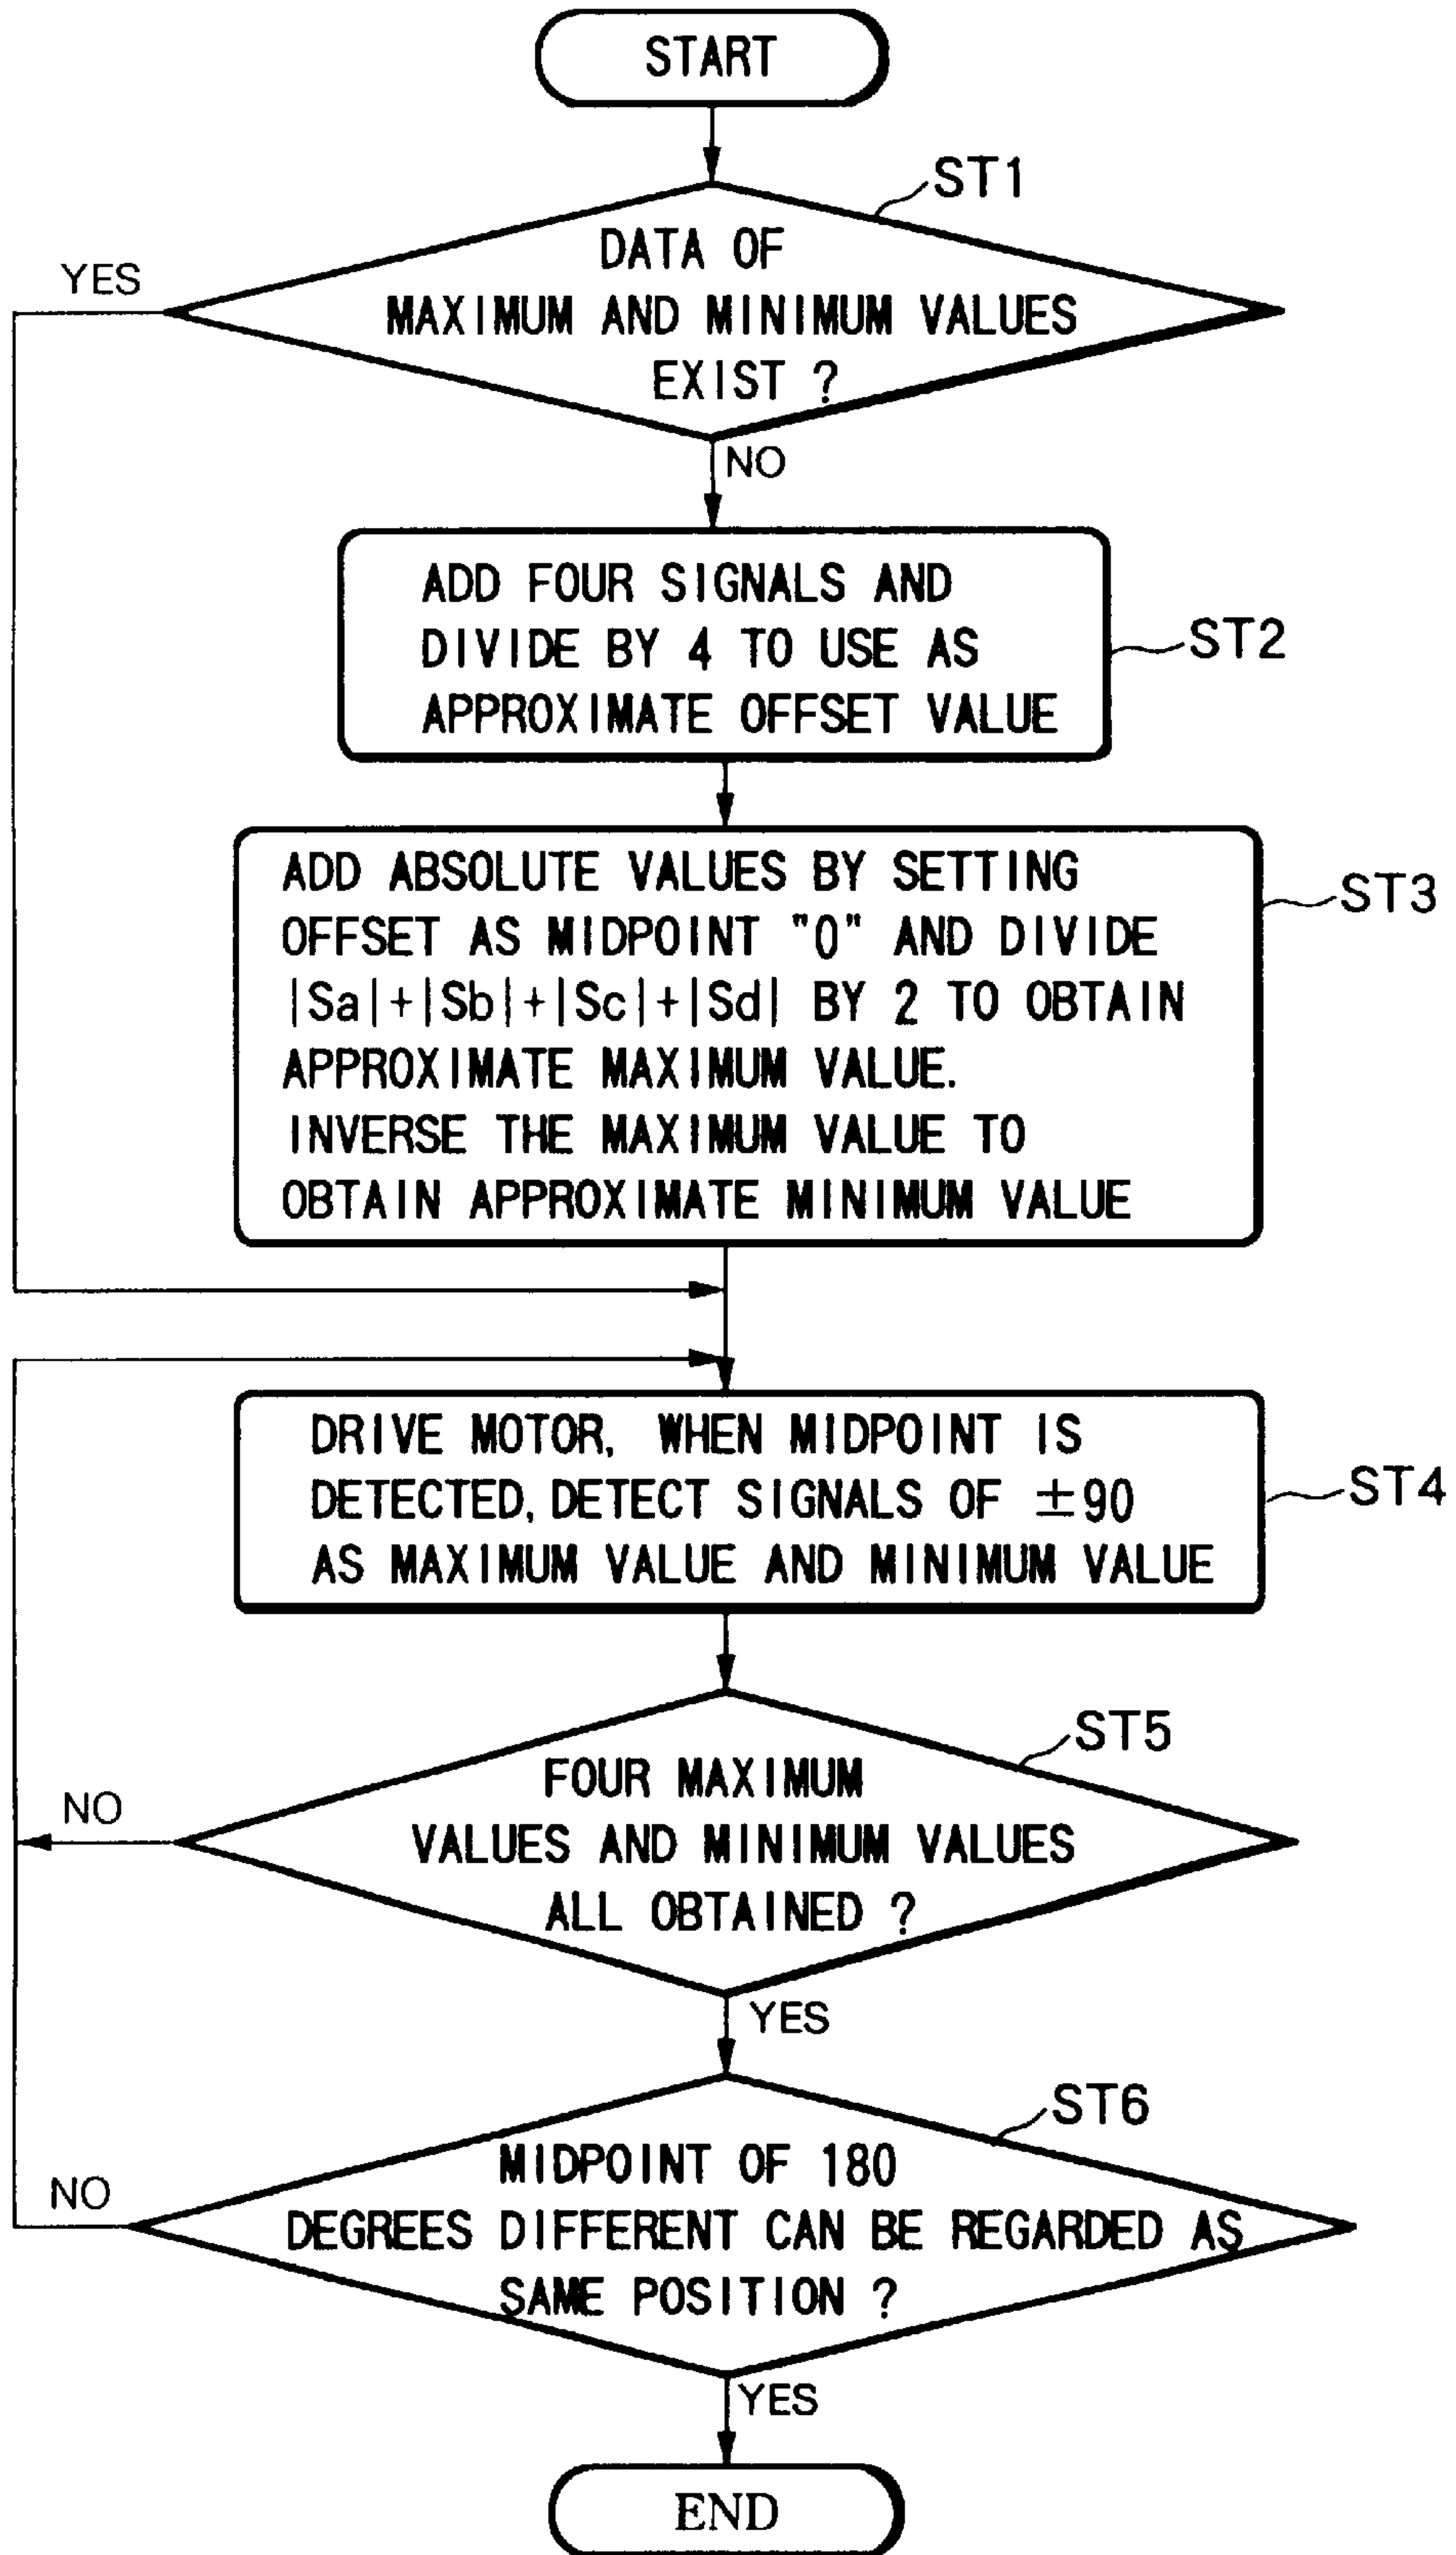 START
ST1
DATA OF
MAXIMUM AND MINIMUM VALUES
EXIST ?
YES
NO
ADD FOUR SIGNALS AND
DIVIDE BY 4 TO USE AS
APPROXIMATE OFFSET VALUE
ST2
ADD ABSOLUTE VALUES BY SETTING
OFFSET AS MIDPOINT "0" AND DIVIDE
|Sa|+|Sb|+|Sc|+|Sd| BY 2 TO OBTAIN
APPROXIMATE MAXIMUM VALUE.
INVERSE THE MAXIMUM VALUE TO
OBTAIN APPROXIMATE MINIMUM VALUE
ST3
DRIVE MOTOR, WHEN MIDPOINT IS
DETECTED, DETECT SIGNALS OF ±90
AS MAXIMUM VALUE AND MINIMUM VALUE
ST4
ST5
FOUR MAXIMUM
VALUES AND MINIMUM VALUES
ALL OBTAINED ?
NO
YES
ST6
MIDPOINT OF 180
DEGREES DIFFERENT CAN BE REGARDED AS
SAME POSITION ?
NO
YES
END